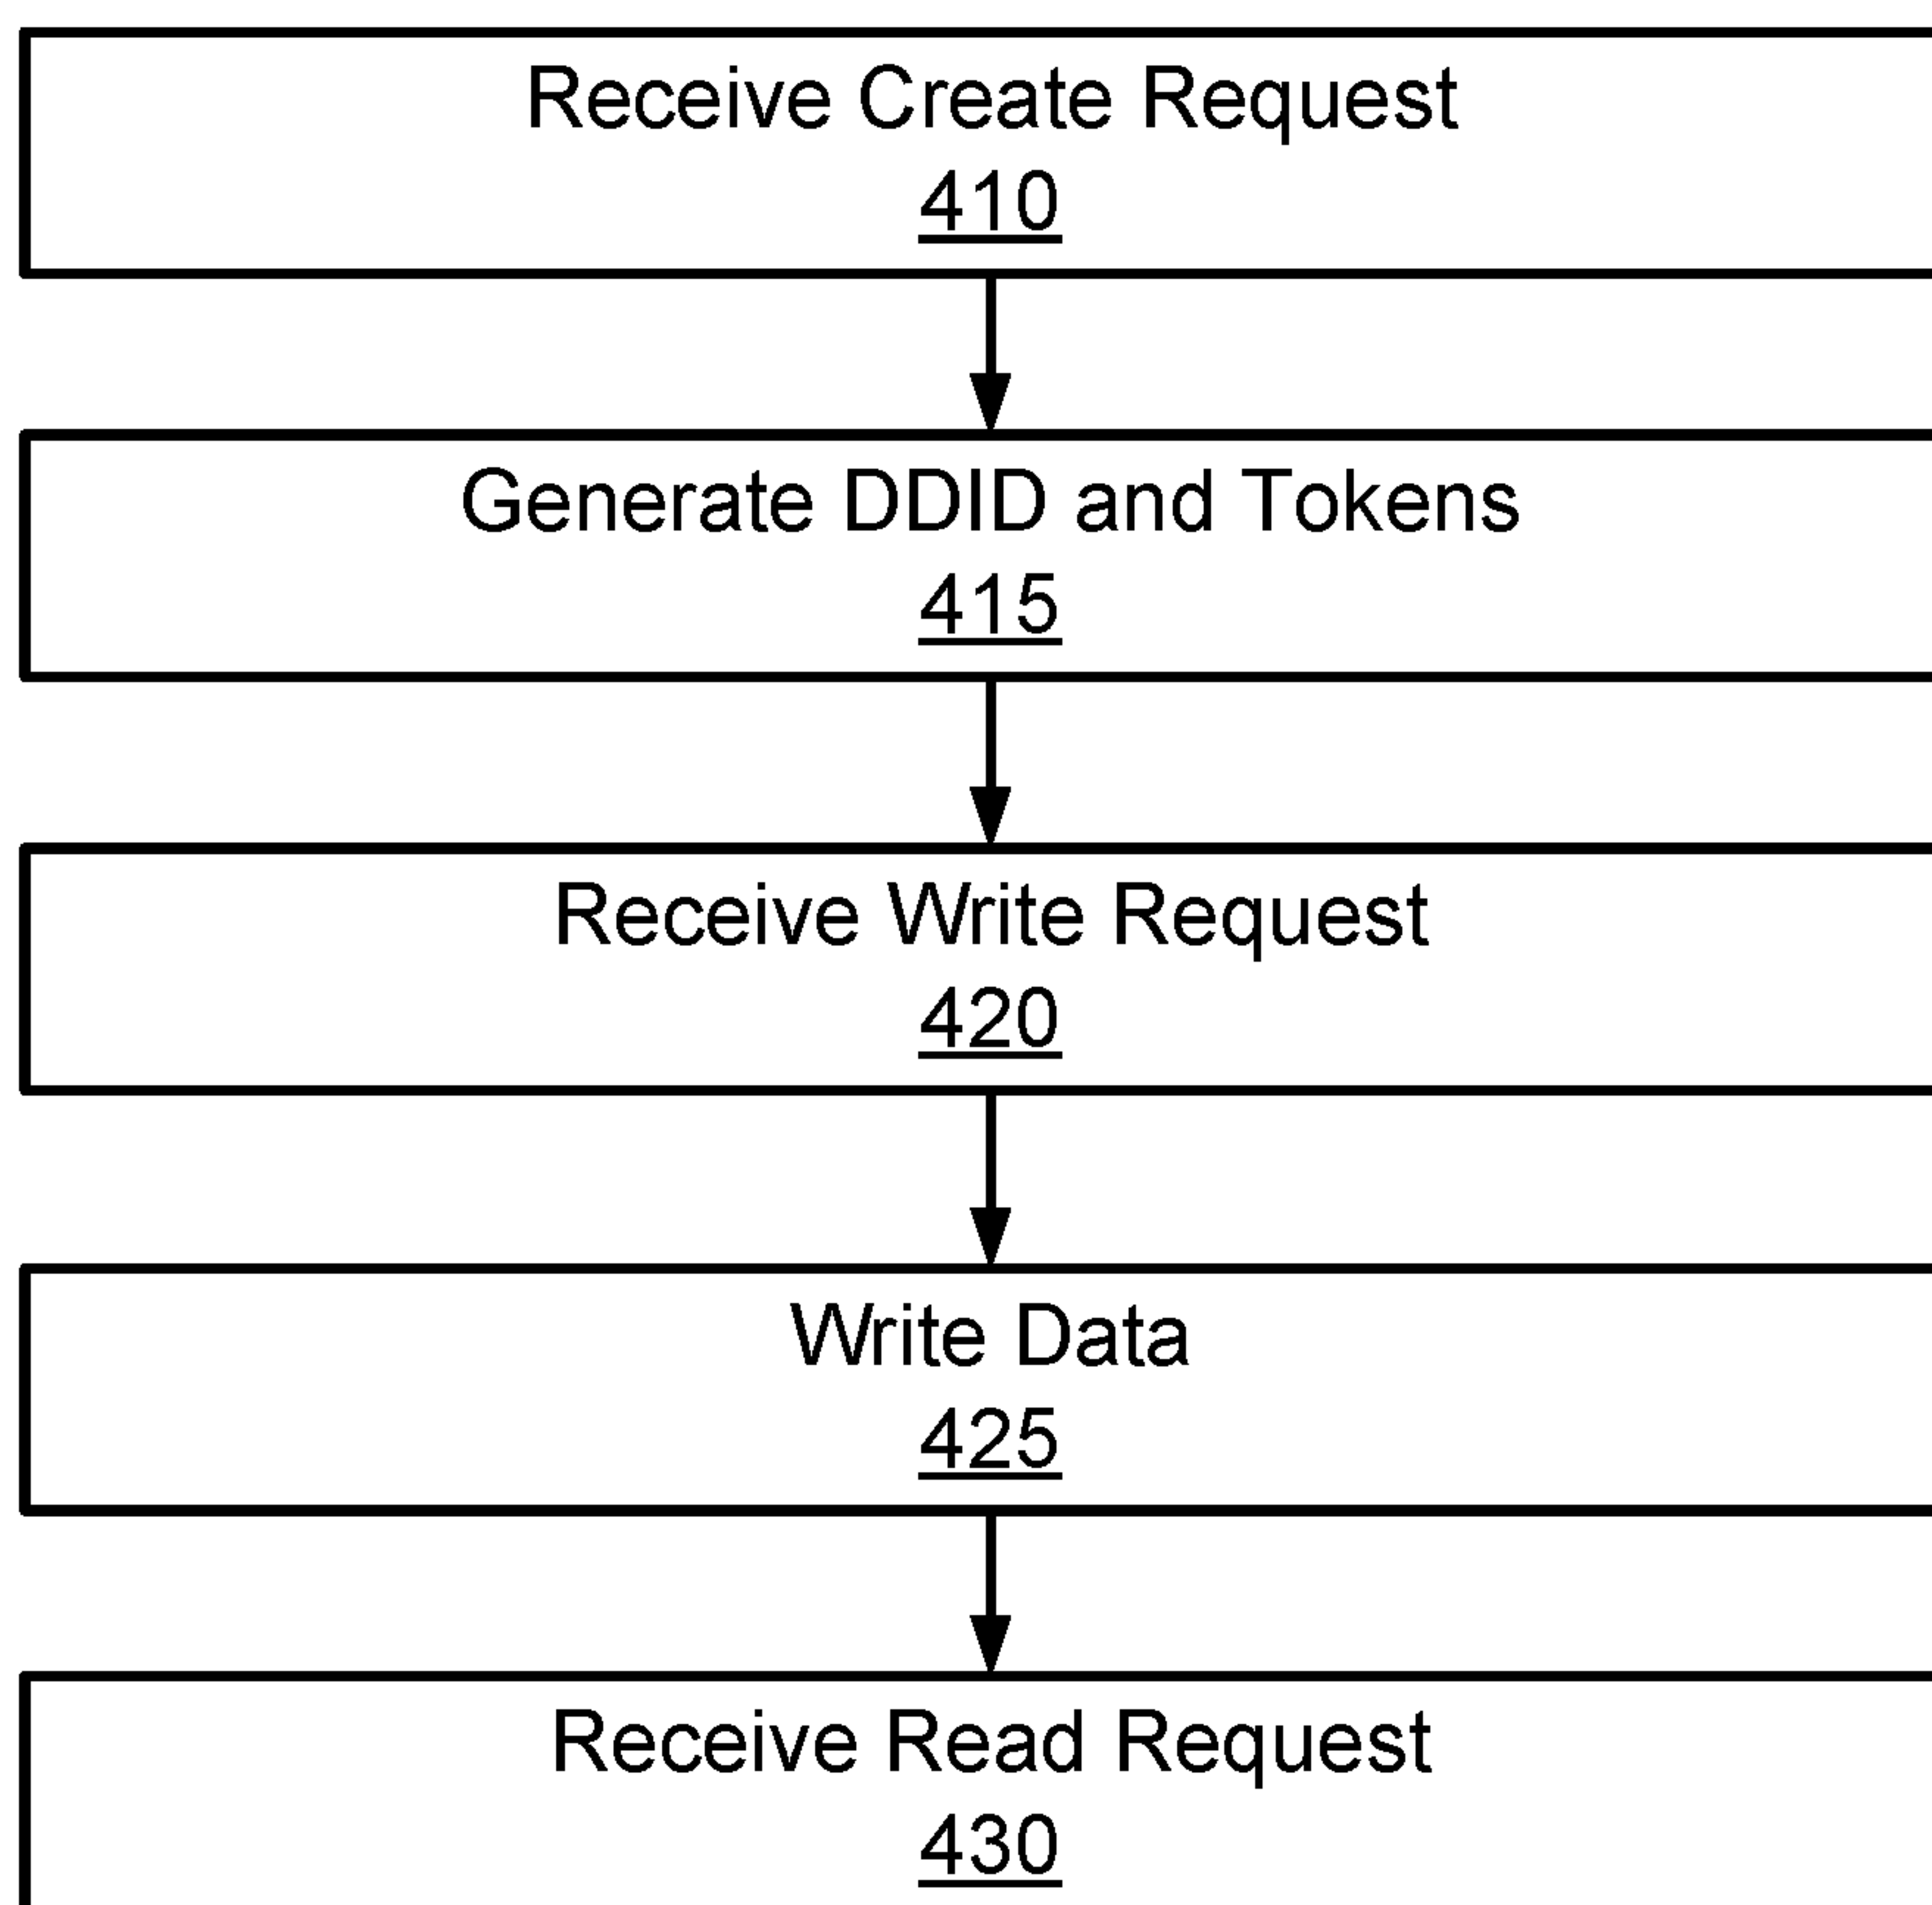 Receive Create Request
410
Generate DDID and Tokens
415
Receive Write Request
420
Write Data
425
Receive Read Request
430